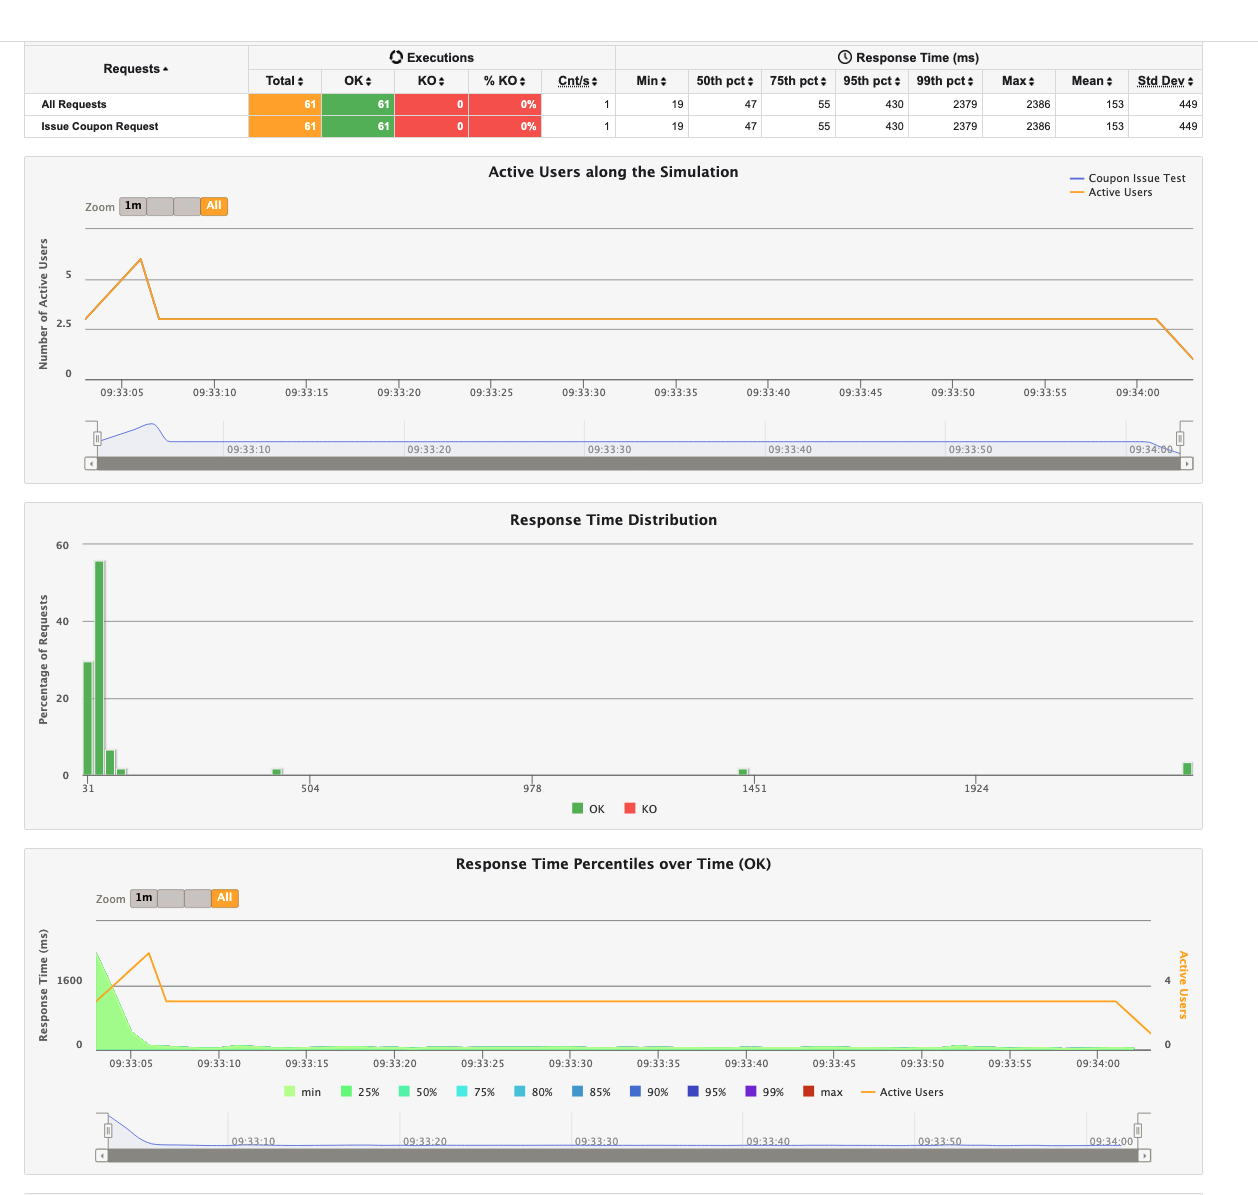 Requests Executions Response Time (ms)
Total OK KO % KO Cnt/s Min 50th pct 75th pct 95th pct 99th pct Max Mean Std Dev
All Requests 61 61 0 0% 1 19 47 55 430 2379 2386 153 449
Issue Coupon Request 61 61 0 0% 1 19 47 55 430 2379 2386 153 449
Active Users along the Simulation
Coupon Issue Test
Active Users
Zoom 1m All
Number of Active Users
5
2.5
0
09:33:05 09:33:10 09:33:15 09:33:20 09:33:25 09:33:30 09:33:35 09:33:40 09:33:45 09:33:50 09:33:55 09:34:00
09:33:10 09:33:20 09:33:30 09:33:40 09:33:50 09:34:00
Response Time Distribution
Percentage of Requests
60
40
20
0
31 504 978 1451 1924
OK KO
Response Time Percentiles over Time (OK)
Zoom 1m All
Response Time (ms)
Active Users
1600 4
0 0
09:33:05 09:33:10 09:33:15 09:33:20 09:33:25 09:33:30 09:33:35 09:33:40 09:33:45 09:33:50 09:33:55 09:34:00
min 25% 50% 75% 80% 85% 90% 95% 99% max Active Users
09:33:10 09:33:20 09:33:30 09:33:40 09:33:50 09:34:00